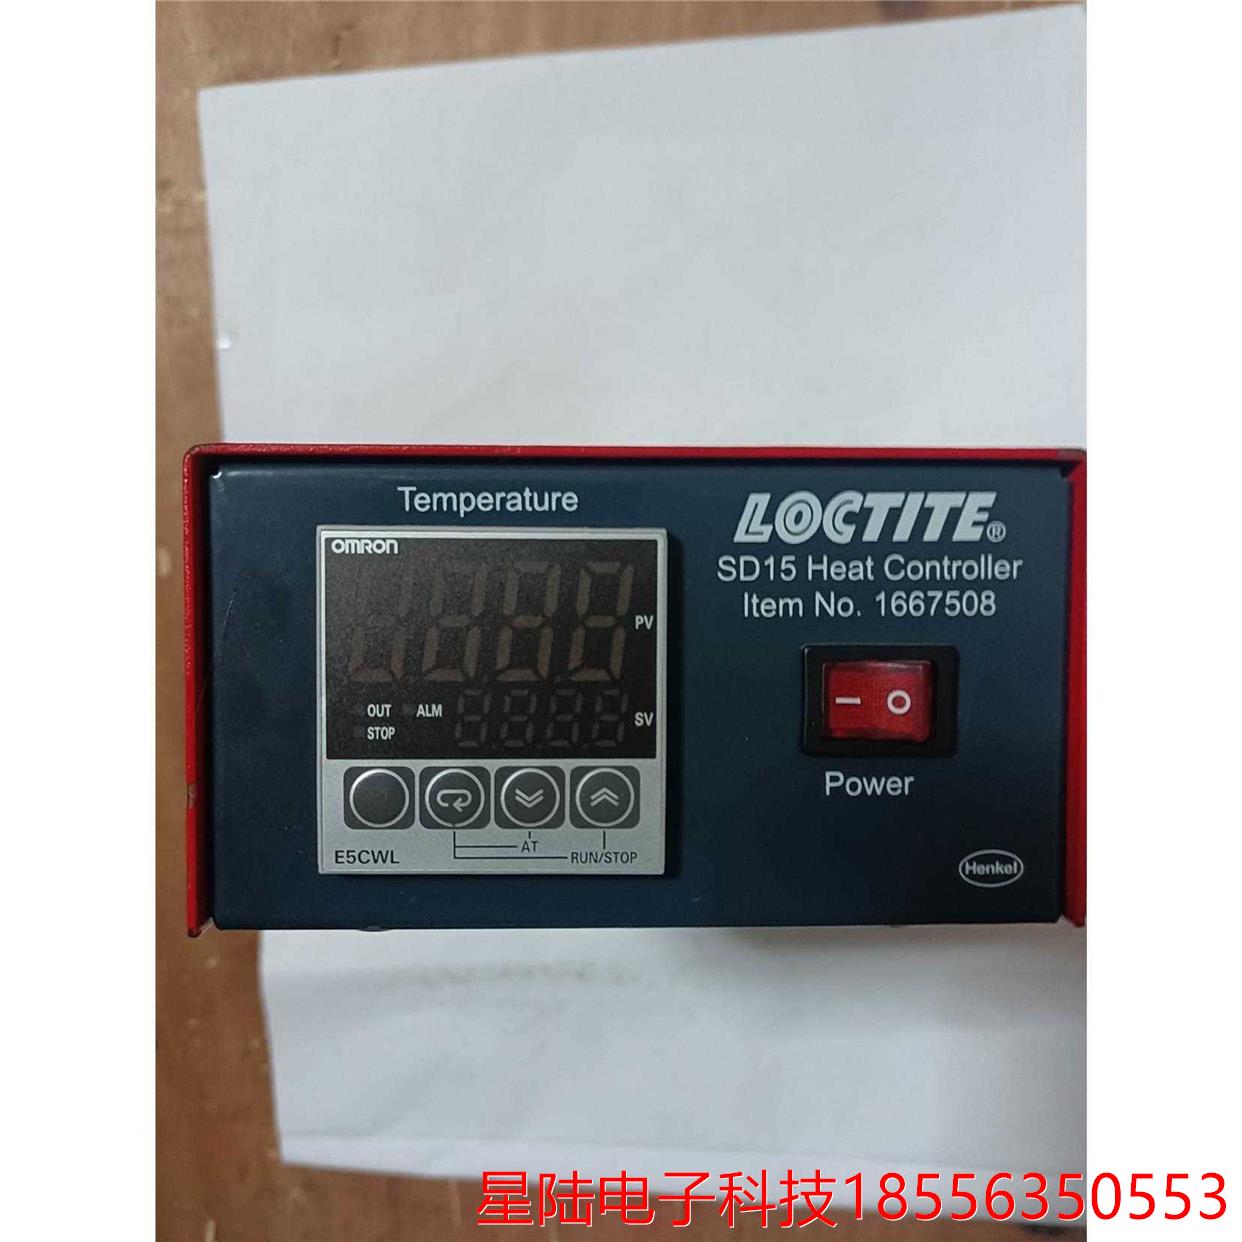 Temperature
LOCTITE®
SD15 Heat Controller
Item No. 1667508
OMRON
PV
OUT ALM
SV
STOP
AT
E5CWL
RUN/STOP
Power
Henkel
星陆电子科技18556350553